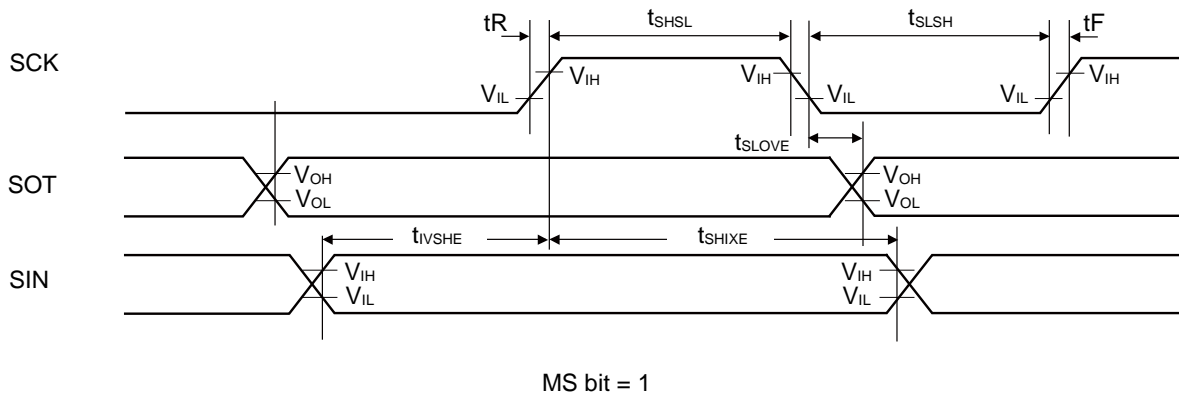 tR tSHSL tSLSH tF
SCK
VIH VIH VIH
VIL VIL VIL
tSLOVE
SOT
VOH VOH
VOL VOL
tIVSHE tSHIXE
SIN
VIH VIH
VIL VIL
MS bit = 1